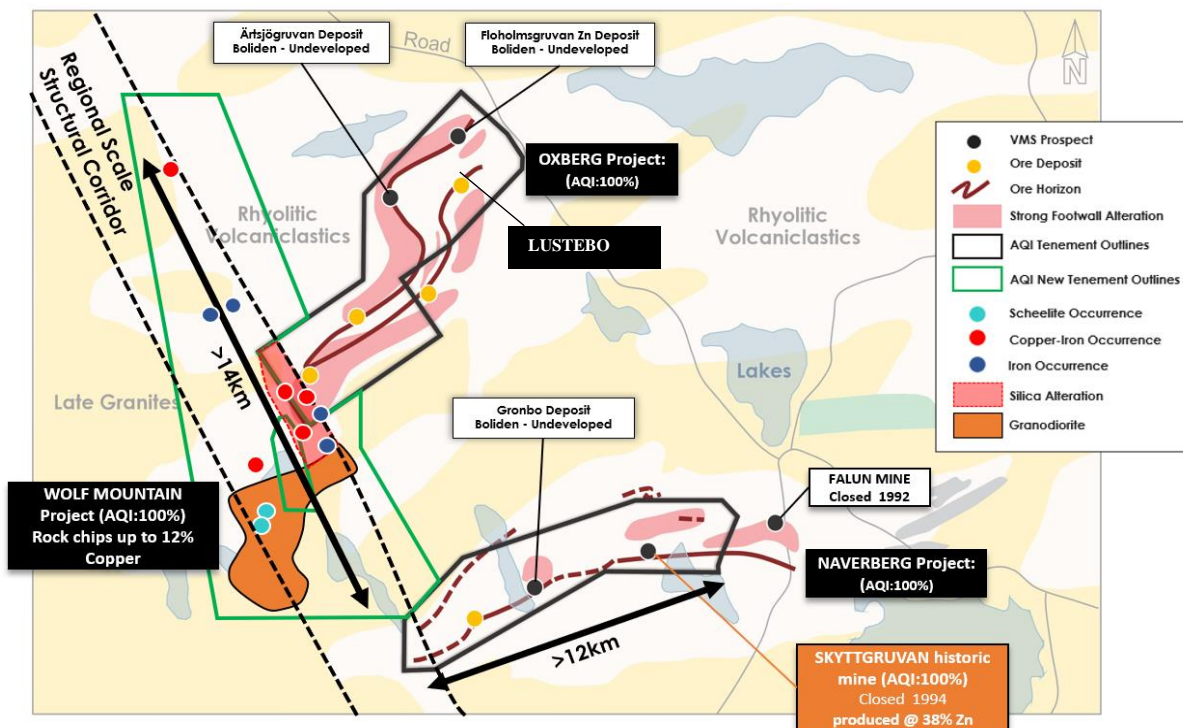 Ärtsjögruvan Deposit
Boliden - Undeveloped
Floholmsgruvan Zn Deposit
Boliden - Undeveloped
Road
N
Regional Scale
Structural Corridor
OXBERG Project:
(AQI:100%)
Rhyolitic
Volcaniclastics
LUSTEBO
Rhyolitic
Volcaniclastics
VMS Prospect
Ore Deposit
Ore Horizon
Strong Footwall Alteration
AQI Tenement Outlines
AQI New Tenement Outlines
Scheelite Occurrence
Copper-Iron Occurrence
Iron Occurrence
Silica Alteration
Granodiorite
>14km
Lakes
Late Granites
Gronbo Deposit
Boliden - Undeveloped
FALUN MINE
Closed 1992
WOLF MOUNTAIN
Project (AQI:100%)
Rock chips up to 12%
Copper
NAVERBERG Project:
(AQI:100%)
>12km
SKYTTGRUVAN historic
mine (AQI:100%)
Closed 1994
produced @ 38% Zn